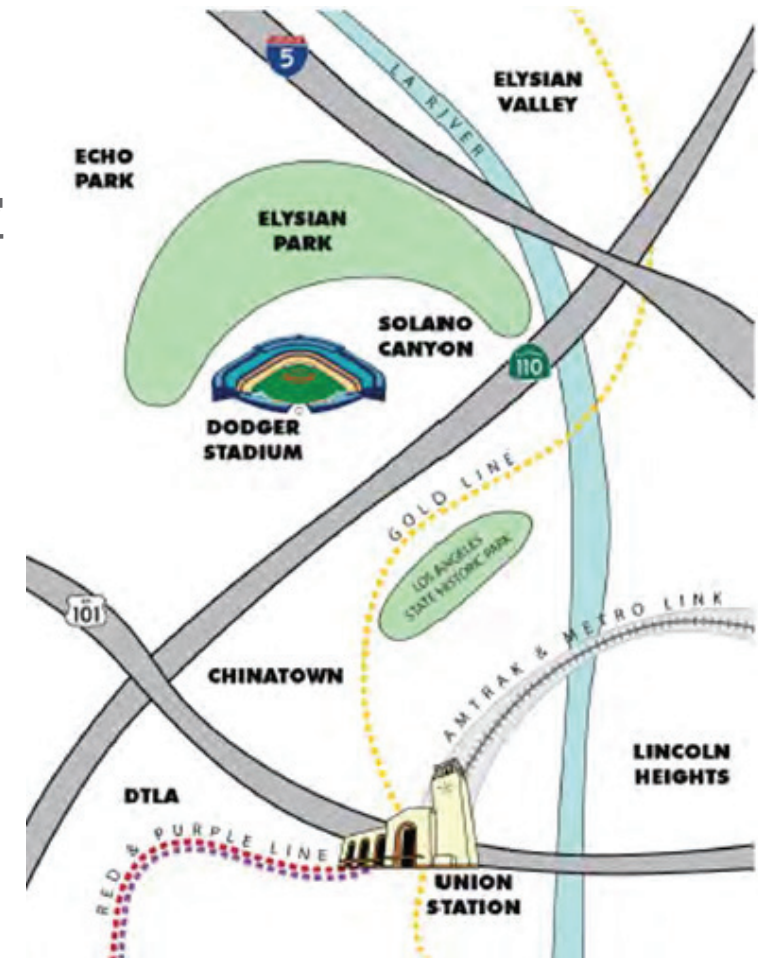 5
LA RIVER
ELYSIAN
VALLEY
ECHO
PARK
ELYSIAN
PARK
SOLANO
CANYON
110
DODGER
STADIUM
GOLD LINE
LOS ANGELES
STATE HISTORIC PARK
101
AMTRAK & METRO LINK
CHINATOWN
LINCOLN
HEIGHTS
DTLA
RED & PURPLE LINE
UNION
STATION